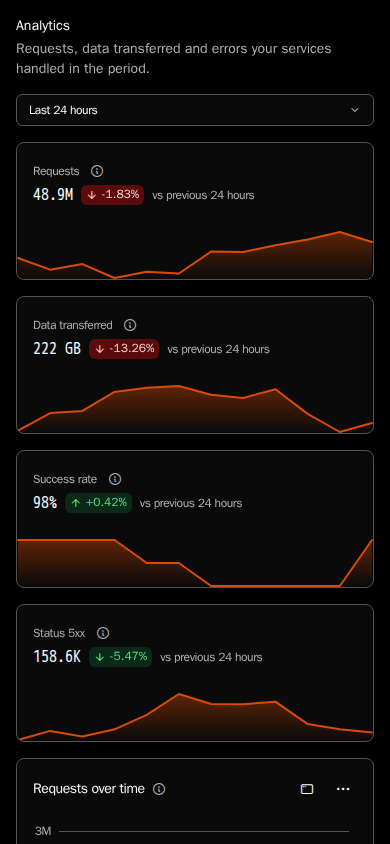 Analytics
Requests, data transferred and errors your services
handled in the period.
Last 24 hours
Requests
48.9M -1.83% vs previous 24 hours
Data transferred
222 GB -13.26% vs previous 24 hours
Success rate
98% +0.42% vs previous 24 hours
Status 5xx
158.6K -5.47% vs previous 24 hours
Requests over time
3M